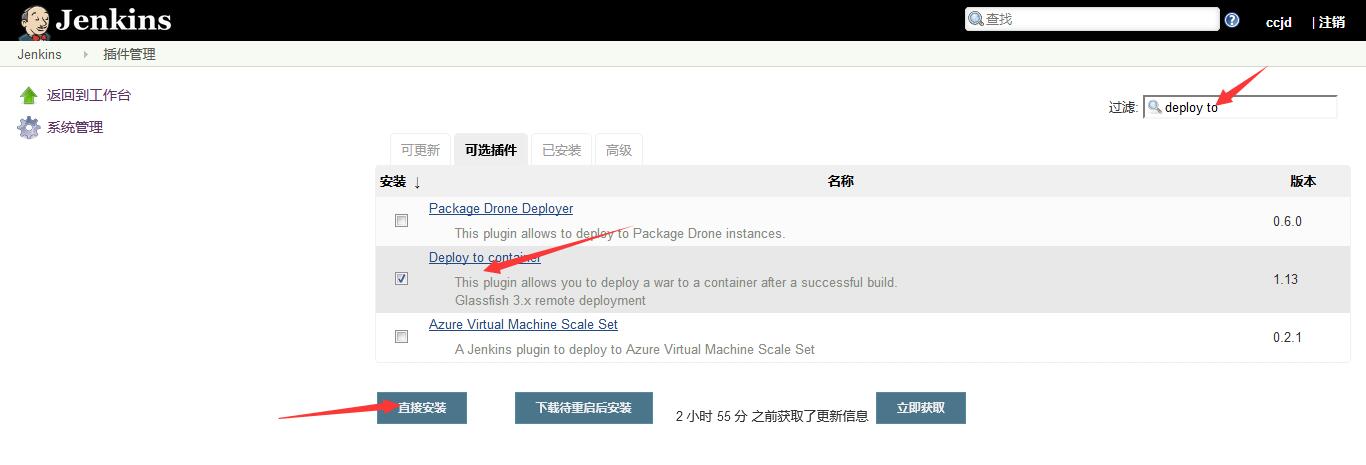 Jenkins
查找
ccjd
| 注销
Jenkins
插件管理
返回到工作台
系统管理
过滤:
deploy to
可更新
可选插件
已安装
高级
安装 ↓
名称
版本
Package Drone Deployer
This plugin allows to deploy to Package Drone instances.
0.6.0
Deploy to container
This plugin allows you to deploy a war to a container after a successful build.
Glassfish 3.x remote deployment
1.13
Azure Virtual Machine Scale Set
A Jenkins plugin to deploy to Azure Virtual Machine Scale Set
0.2.1
直接安装
下载待重启后安装
2 小时 55 分 之前获取了更新信息
立即获取